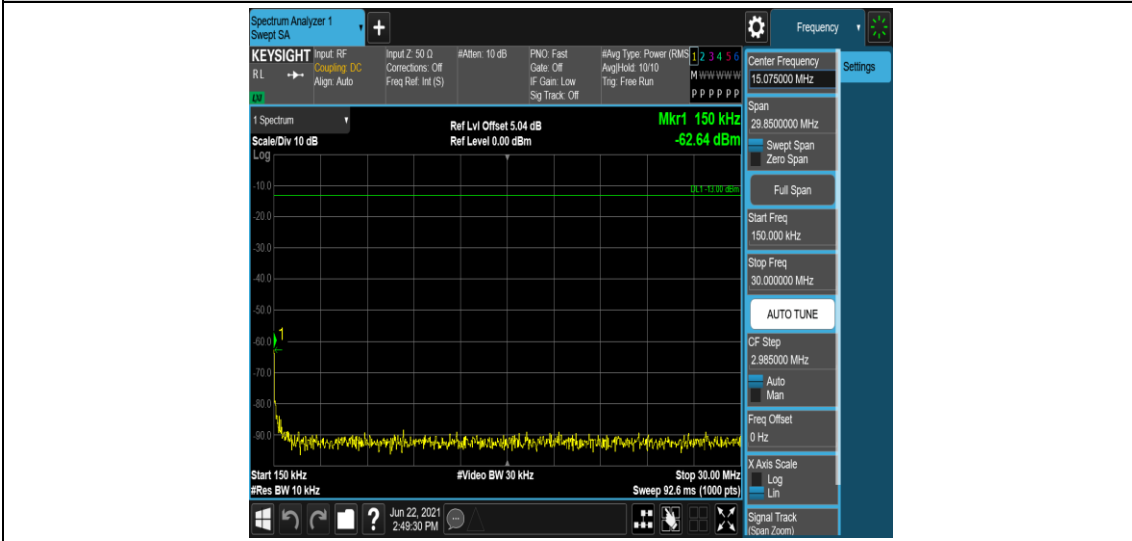 Spectrum Analyzer 1
Swept SA
+
Frequency
KEYSIGHT
RL
Input: RF
Coupling: DC
Align: Auto
Input Z: 50 Ω
Corrections: Off
Freq Ref: Int (S)
#Atten: 10 dB
PNO: Fast
Gate: Off
IF Gain: Low
Sig Track: Off
#Avg Type: Power (RMS
Avg|Hold: 10/10
Trig: Free Run
1 2 3 4 5 6
M W W W W W
P P P P P P
1 Spectrum
Scale/Div 10 dB
Log
Ref Lvl Offset 5.04 dB
Ref Level 0.00 dBm
Mkr1 150 kHz
-62.64 dBm
DL1 -13.00 dBm
-10.0
-20.0
-30.0
-40.0
-50.0
-60.0
-70.0
-80.0
-90.0
1
Start 150 kHz
#Res BW 10 kHz
#Video BW 30 kHz
Stop 30.00 MHz
Sweep 92.6 ms (1000 pts)
?
Jun 22, 2021
2:49:30 PM
Center Frequency
15.075000 MHz
Span
29.8500000 MHz
Swept Span
Zero Span
Full Span
Start Freq
150.000 kHz
Stop Freq
30.000000 MHz
AUTO TUNE
CF Step
2.985000 MHz
Auto
Man
Freq Offset
0 Hz
X Axis Scale
Log
Lin
Signal Track
(Span Zoom)
Settings